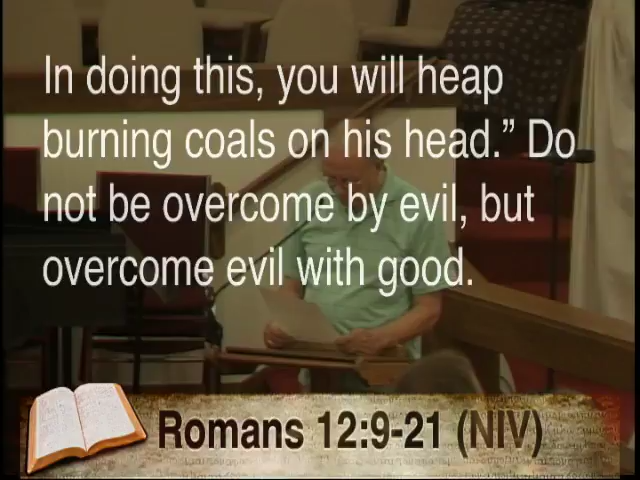 In doing this, you will heap
burning coals on his head.” Do
not be overcome by evil, but
overcome evil with good.
Romans 12:9-21 (NIV)